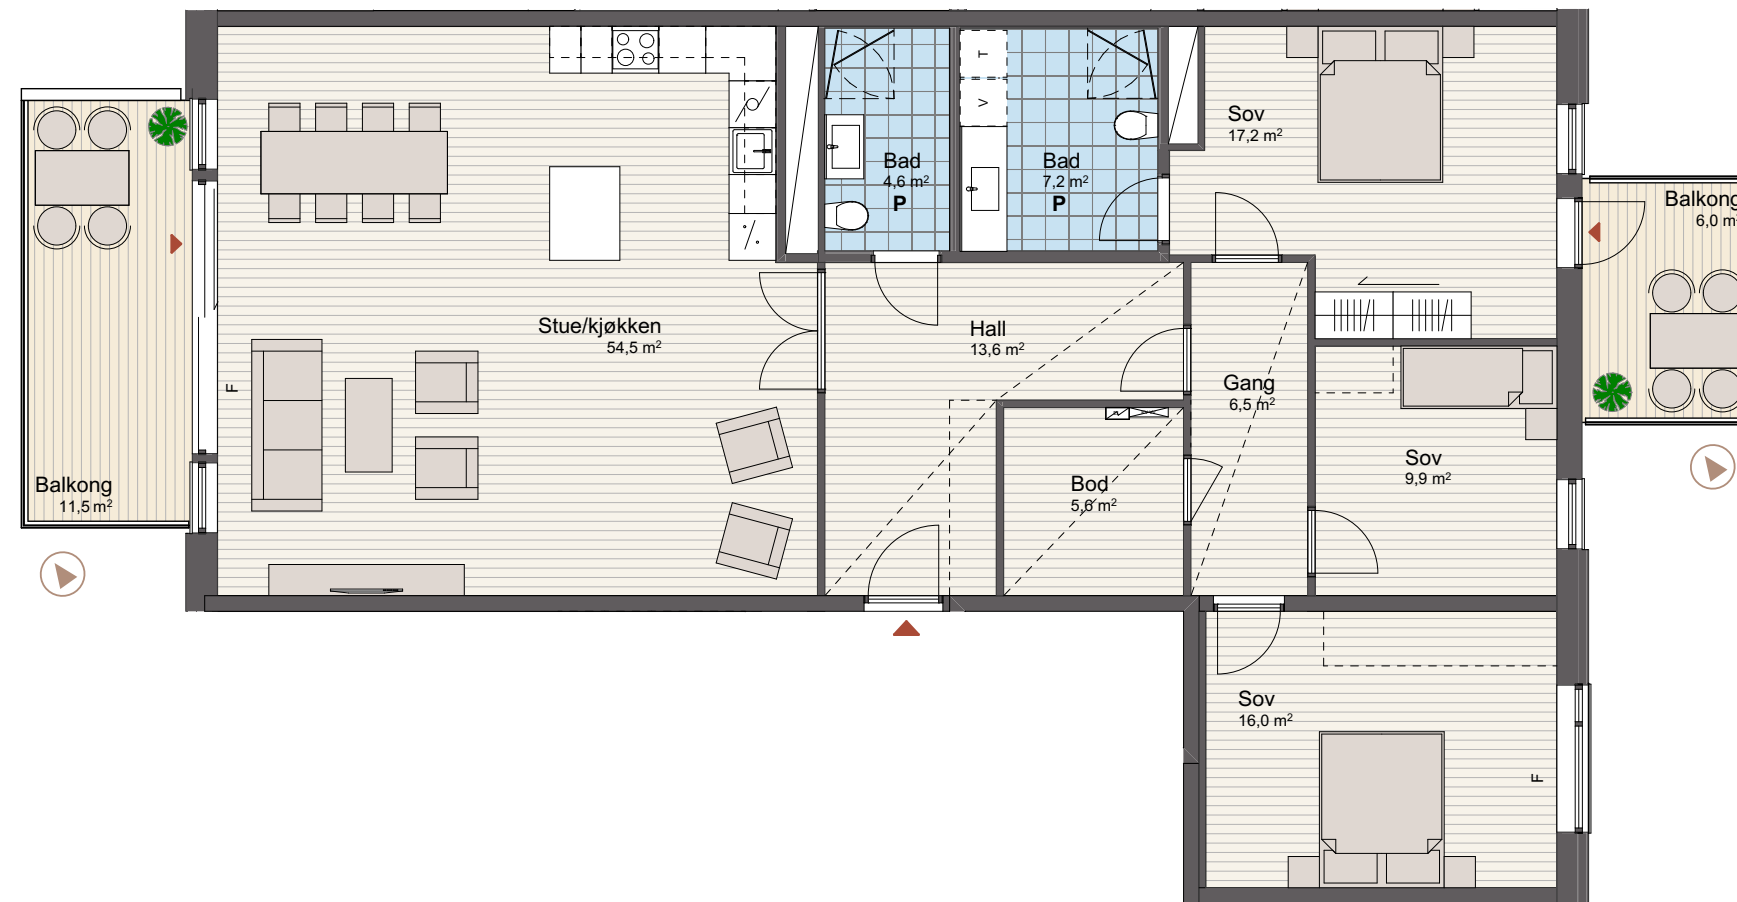 T
V
Bad
4,6 m²
P
Bad
7,2 m²
P
Sov
17,2 m²
Balkong
6,0 m²
Stue/kjøkken
54,5 m²
Hall
13,6 m²
F
Gang
6,5 m²
Balkong
11,5 m²
Bod
5,6 m²
Sov
9,9 m²
Sov
16,0 m²
F